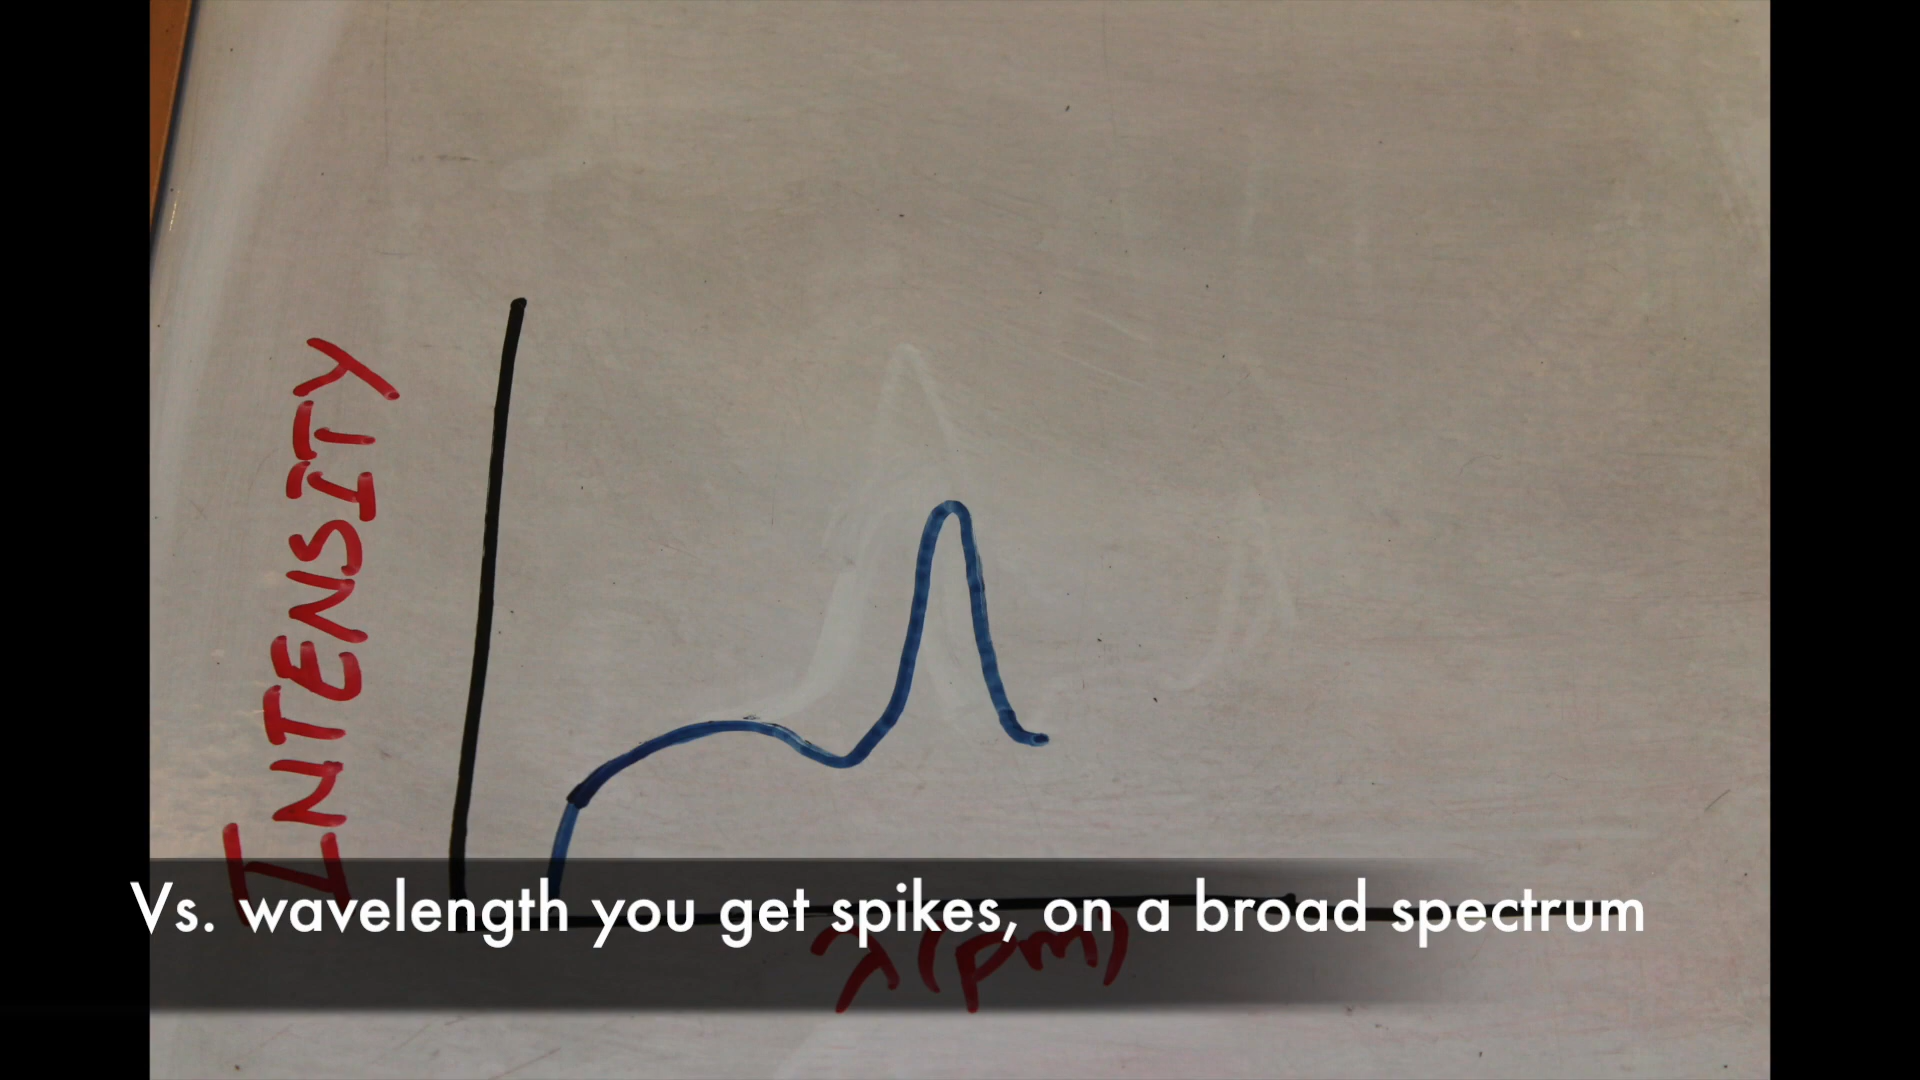 INTENSITY
Vs. wavelength you get spikes, on a broad spectrum
λ(pm)